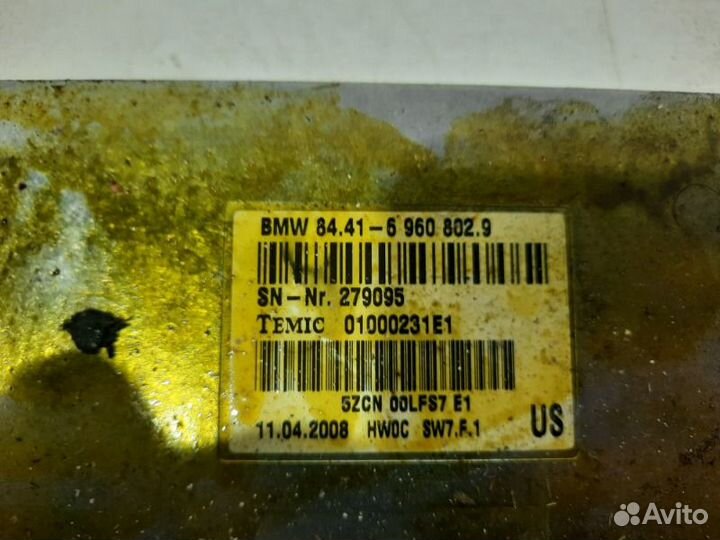 BMW 84.41-6 960 802.9
SN-Nr. 279095
TEMIC 01000231E1
5ZCN 00LFS7 E1
11.04.2008 HW0C SW7.F.1 US
Avito